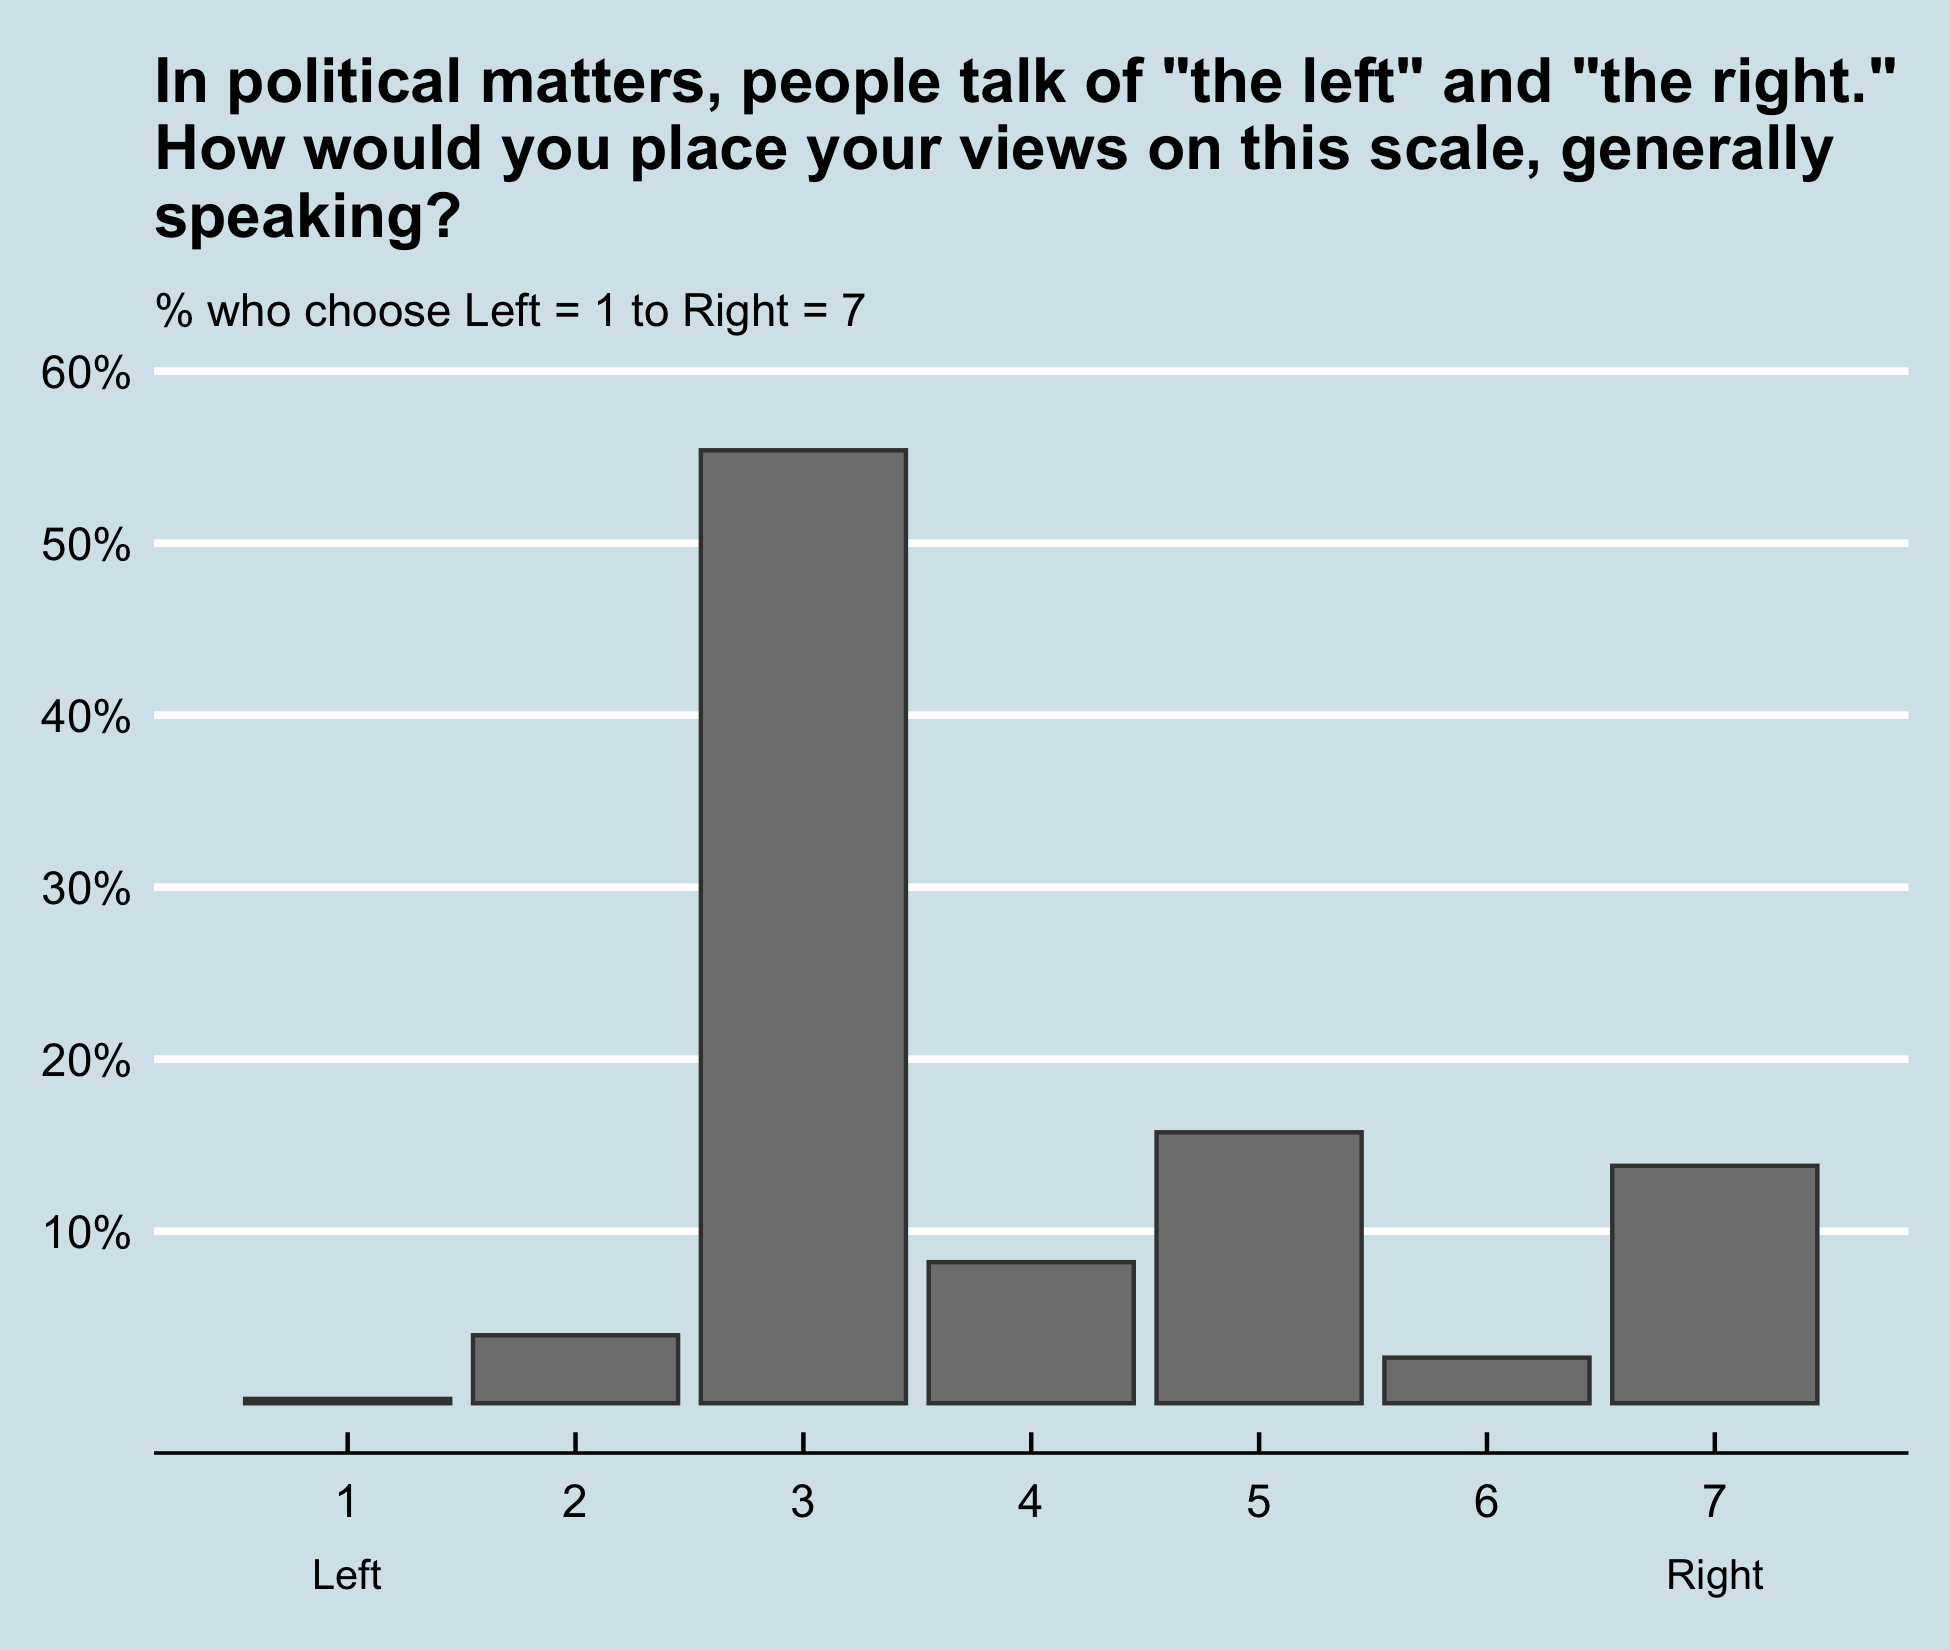 In political matters, people talk of "the left" and "the right."
How would you place your views on this scale, generally
speaking?
% who choose Left = 1 to Right = 7
60%
50%
40%
30%
20%
10%
1 2 3 4 5 6 7
Left Right